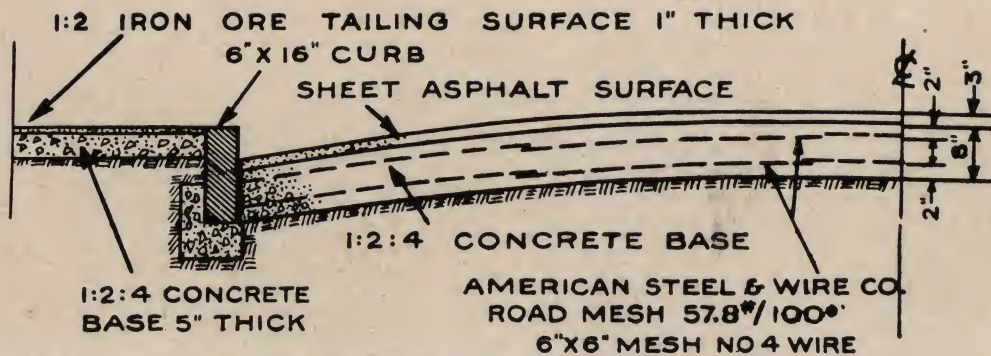 1:2 IRON ORE TAILING SURFACE 1" THICK
6"X16" CURB
SHEET ASPHALT SURFACE
2"
3"
8"
2"
1:2:4 CONCRETE BASE
1:2:4 CONCRETE
BASE 5" THICK
AMERICAN STEEL & WIRE CO.
ROAD MESH 57.8#/100
6"X6" MESH NO 4 WIRE